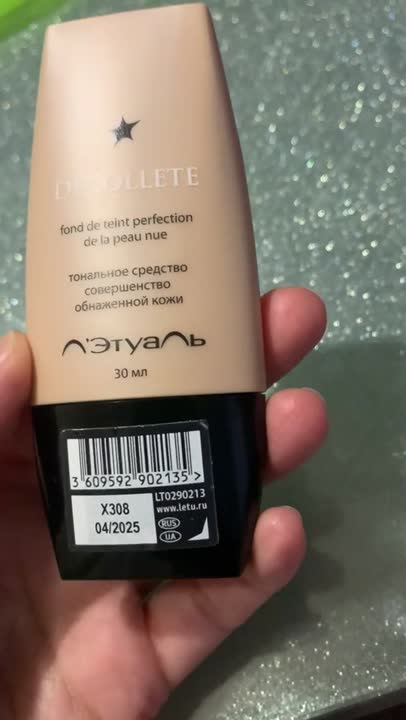 DECOLLETE
fond de teint perfection
de la peau nue
тональное средство
совершенство
обнаженной кожи
Л'Этуаль
30 мл
3 609592 902135 >
X308
04/2025
LT0290213
www.letu.ru
RUS
UA